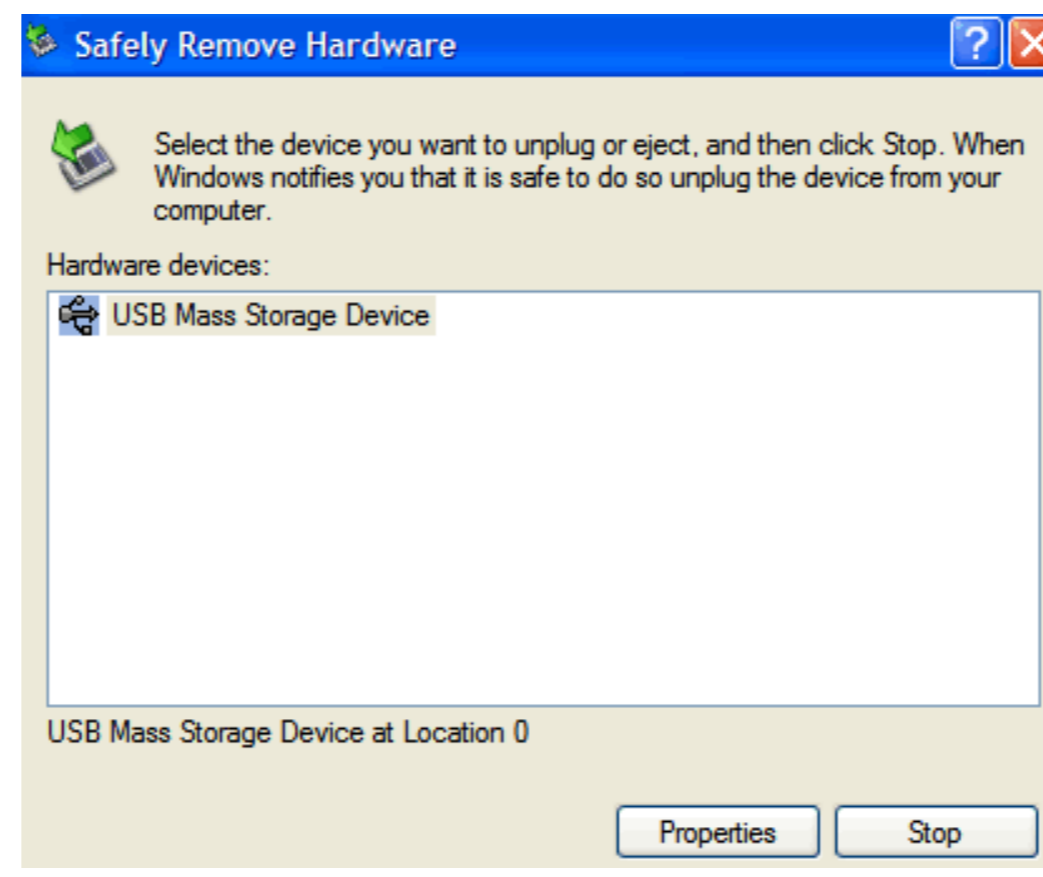 Safely Remove Hardware
Select the device you want to unplug or eject, and then click Stop. When
Windows notifies you that it is safe to do so unplug the device from your
computer.
Hardware devices:
USB Mass Storage Device
USB Mass Storage Device at Location 0
Properties Stop